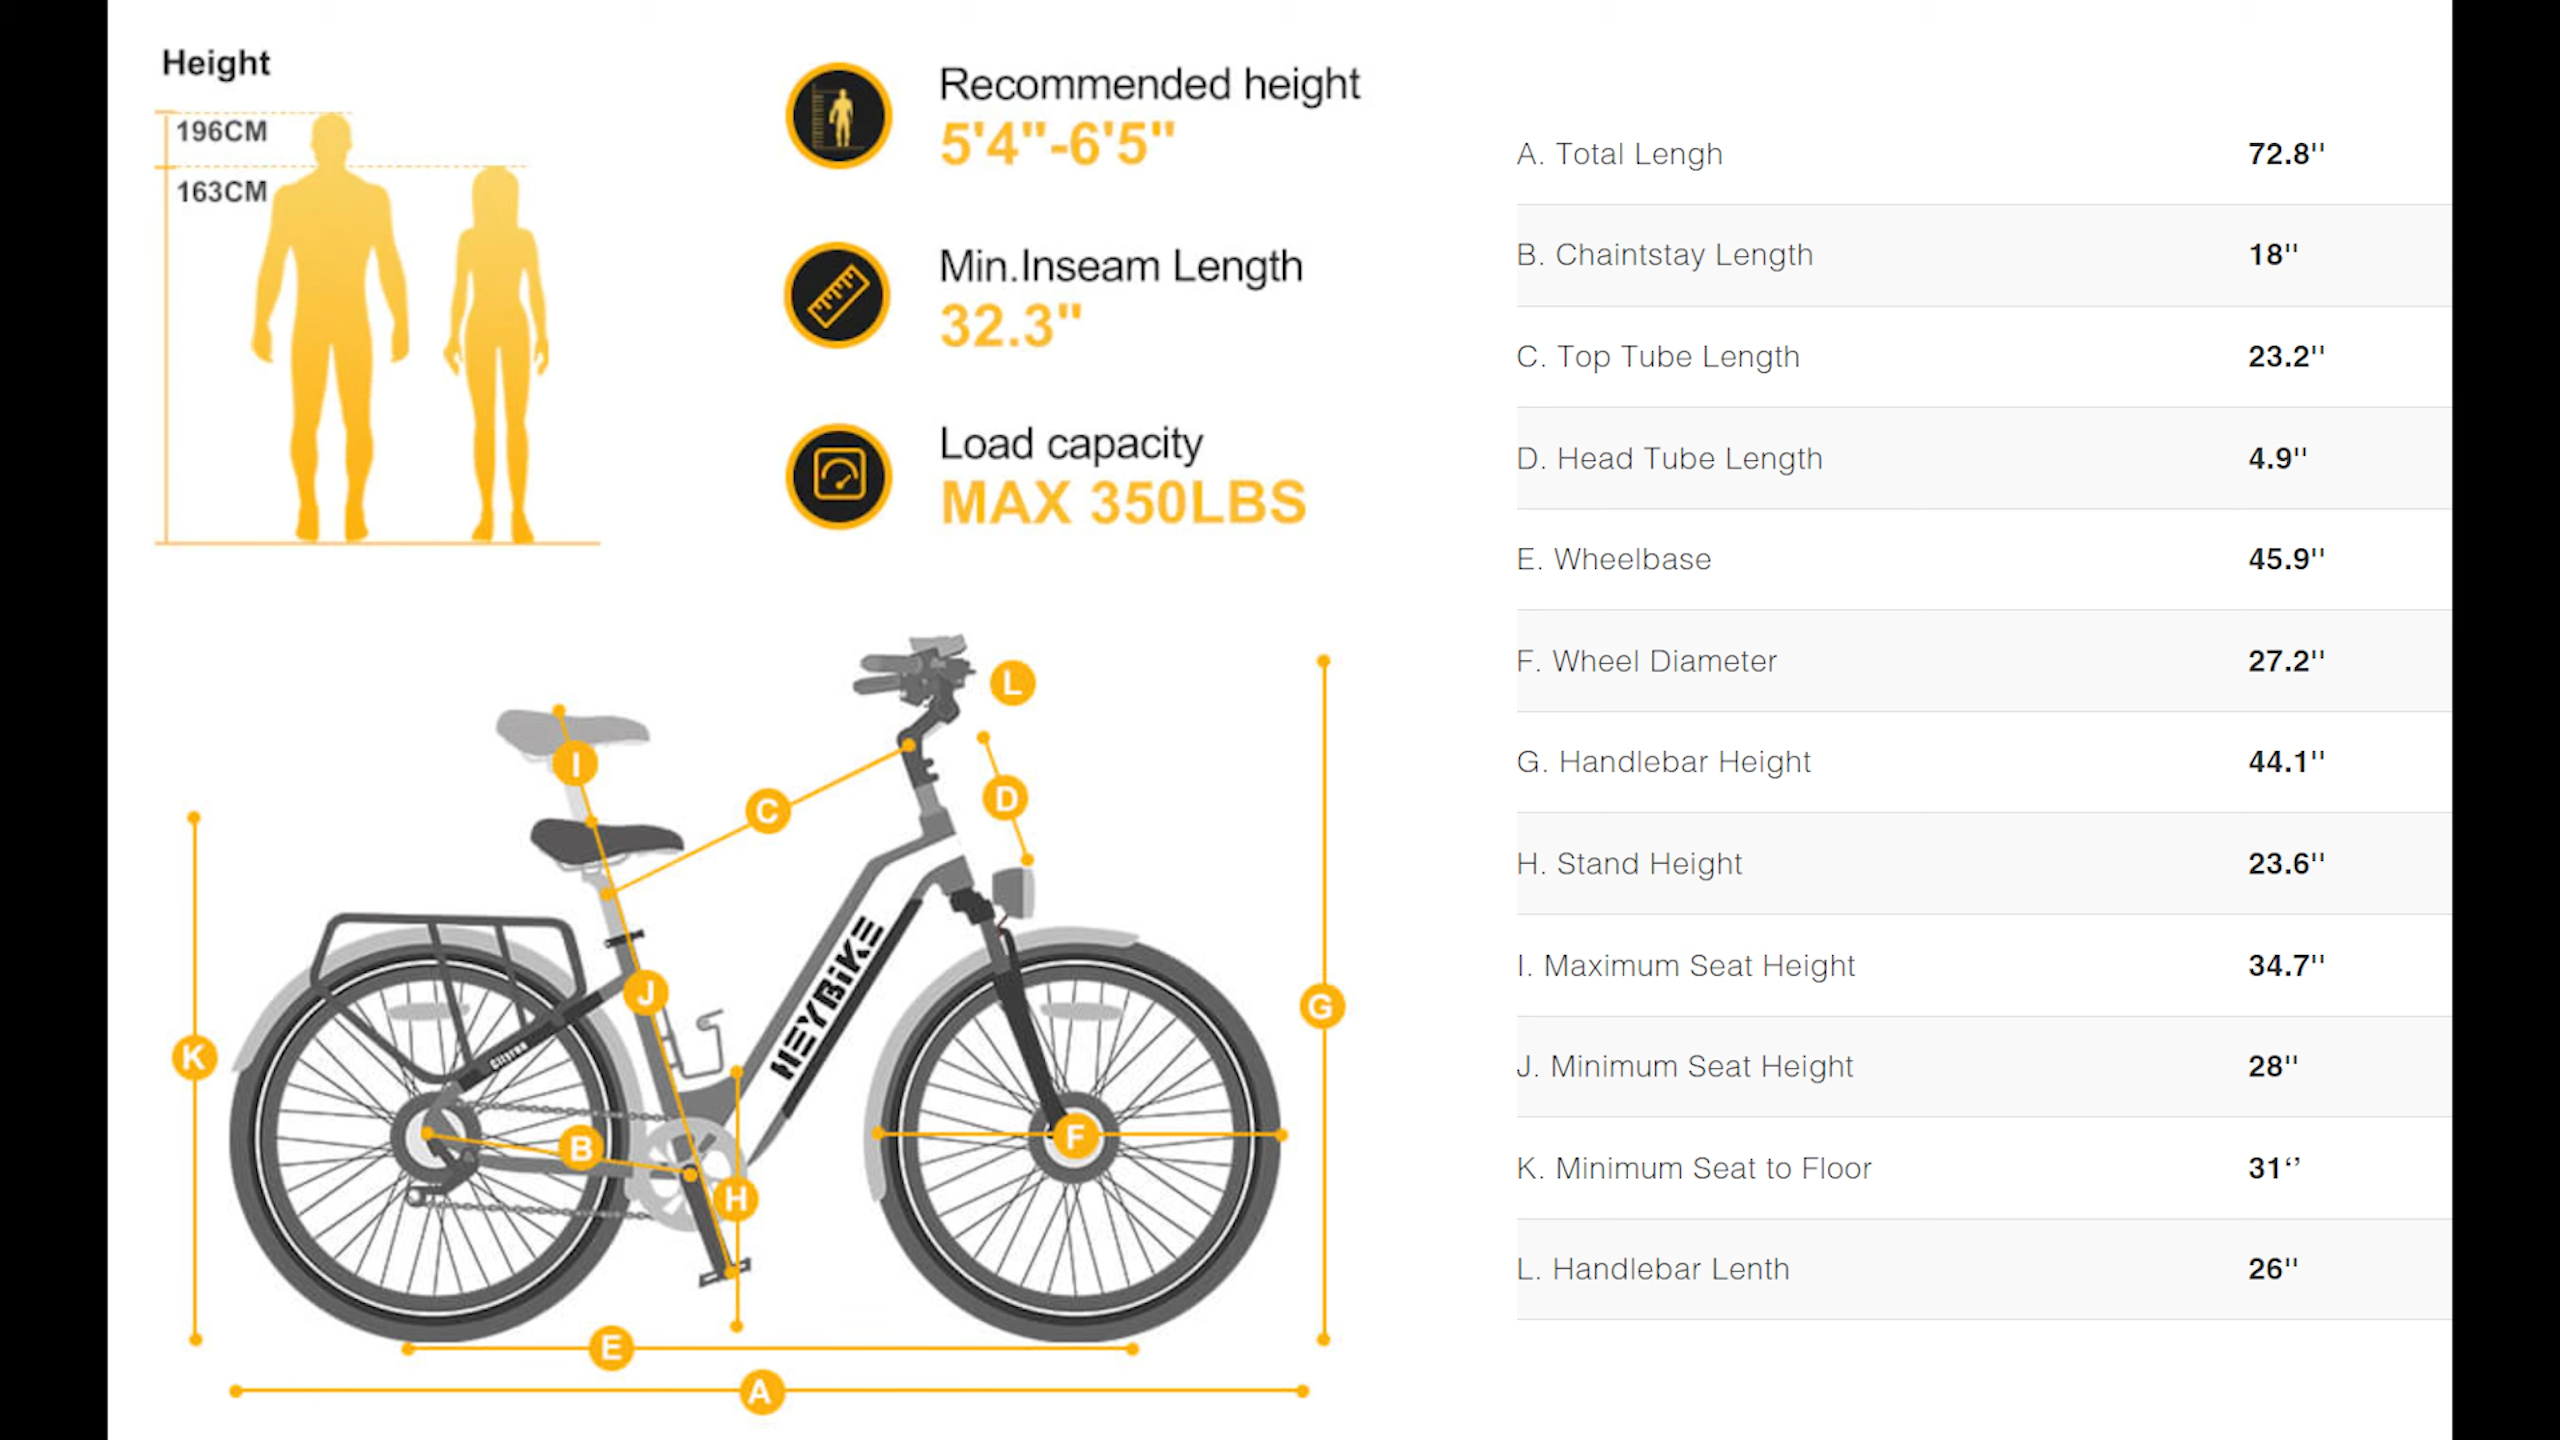 Height
196CM
163CM
Recommended height
5'4"-6'5"
Min.Inseam Length
32.3"
Load capacity
MAX 350LBS
A. Total Lengh 72.8''
B. Chaintstay Length 18''
C. Top Tube Length 23.2''
D. Head Tube Length 4.9''
E. Wheelbase 45.9''
F. Wheel Diameter 27.2''
G. Handlebar Height 44.1''
H. Stand Height 23.6''
I. Maximum Seat Height 34.7''
J. Minimum Seat Height 28''
K. Minimum Seat to Floor 31‘’
L. Handlebar Lenth 26''
L
I
C
D
HEYBIKE
J
G
K
Cityrun
B
F
H
E
A